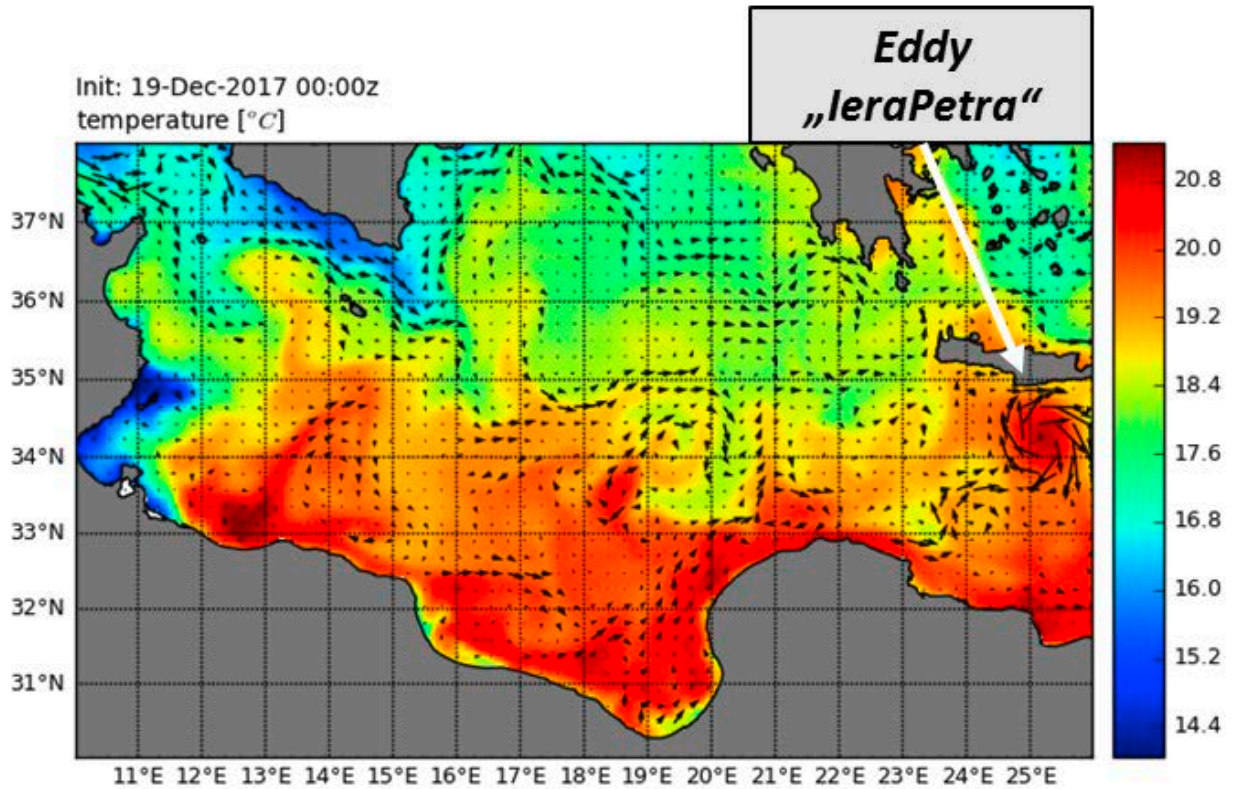 Eddy
„IeraPetra“
Init: 19-Dec-2017 00:00z
temperature [°C]
37°N
36°N
35°N
34°N
33°N
32°N
31°N
11°E 12°E 13°E 14°E 15°E 16°E 17°E 18°E 19°E 20°E 21°E 22°E 23°E 24°E 25°E
20.8
20.0
19.2
18.4
17.6
16.8
16.0
15.2
14.4